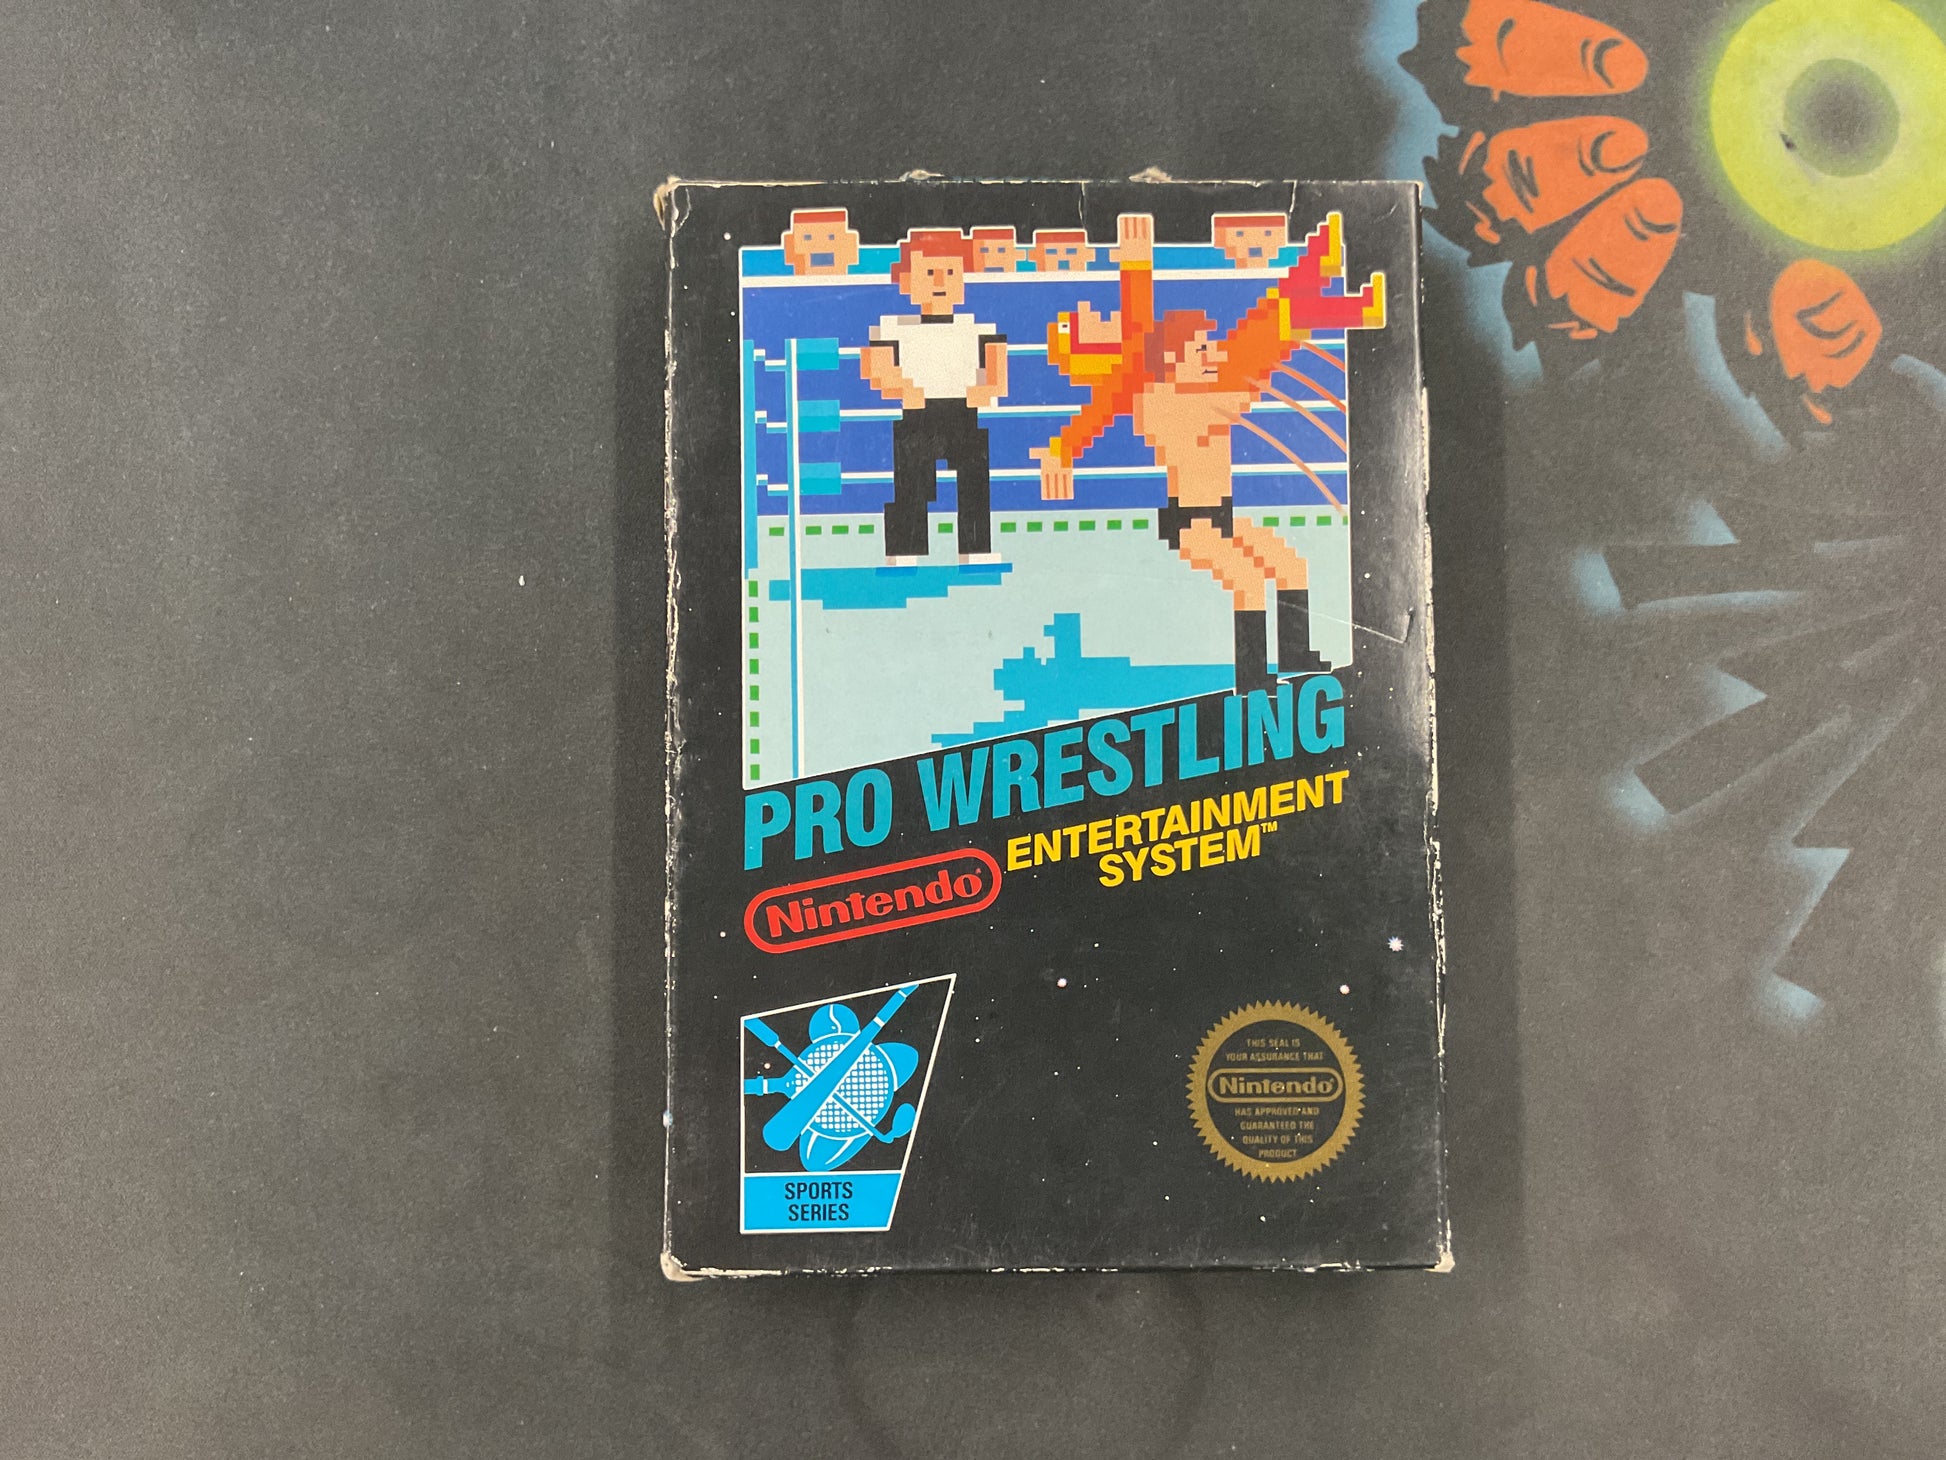 PRO WRESTLING
Nintendo®
ENTERTAINMENT
SYSTEM™
SPORTS
SERIES
THIS SEAL IS
YOUR ASSURANCE THAT
Nintendo®
HAS APPROVED AND
GUARANTEED THE
QUALITY OF THIS
PRODUCT